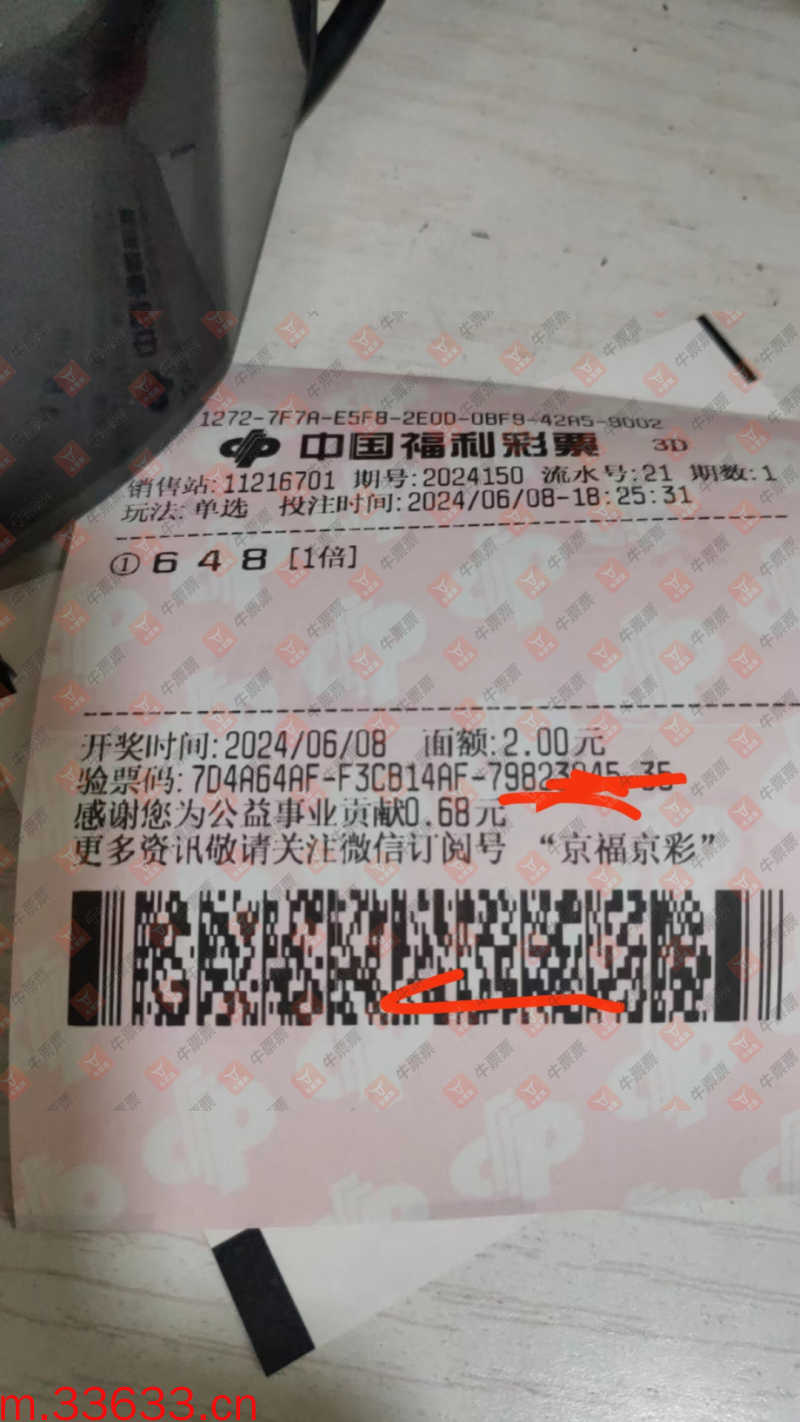 1272-7F7A-E5F8-2E0D-0BF9-42A5-9002
中国福利彩票 3D
销售站:11216701 期号:2024150 流水号:21 期数:1
玩法:单选 投注时间:2024/06/08-18:25:31
① 6 4 8 [1倍]
开奖时间:2024/06/08 面额:2.00元
验票码:7D4A64AF-F3CB14AF-79823
感谢您为公益事业贡献0.68元
更多资讯敬请关注微信订阅号 “京福京彩”
牛票票
m.33633.cn